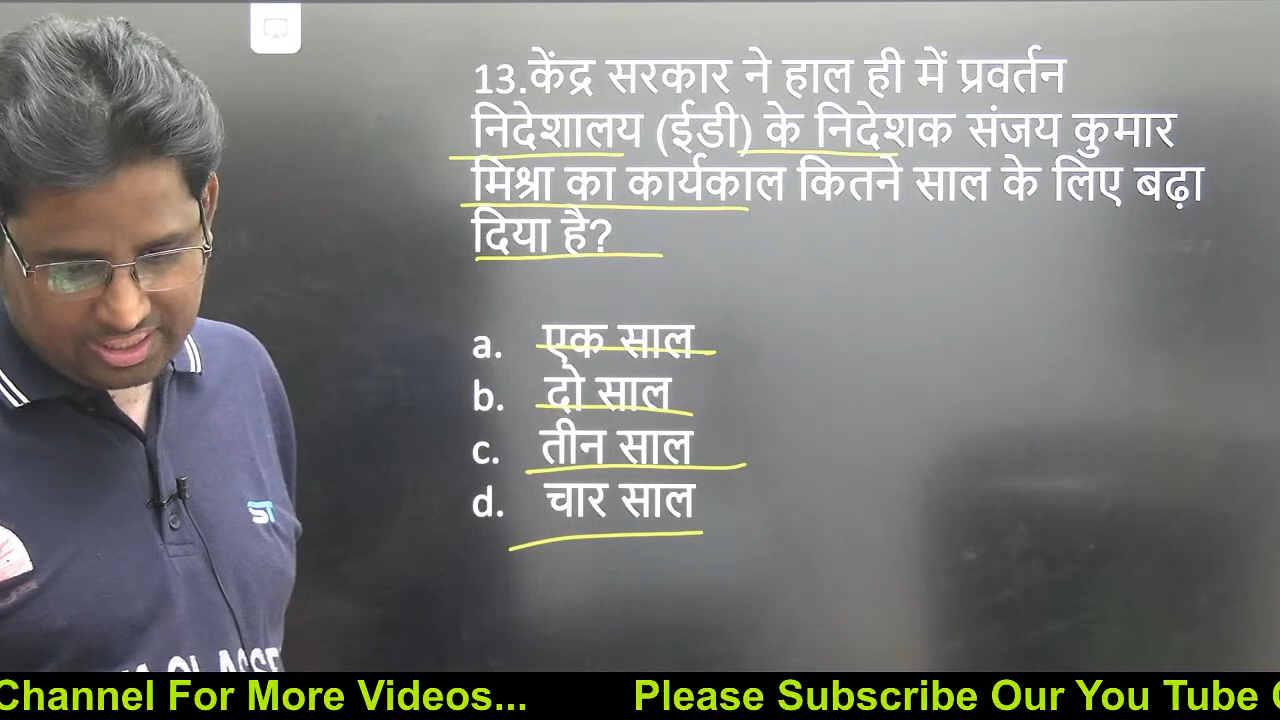 13.केंद्र सरकार ने हाल ही में प्रवर्तन
निदेशालय (ईडी) के निदेशक संजय कुमार
मिश्रा का कार्यकाल कितने साल के लिए बढ़ा
दिया है?
a. एक साल
b. दो साल
c. तीन साल
d. चार साल
ST
Channel For More Videos... Please Subscribe Our You Tube